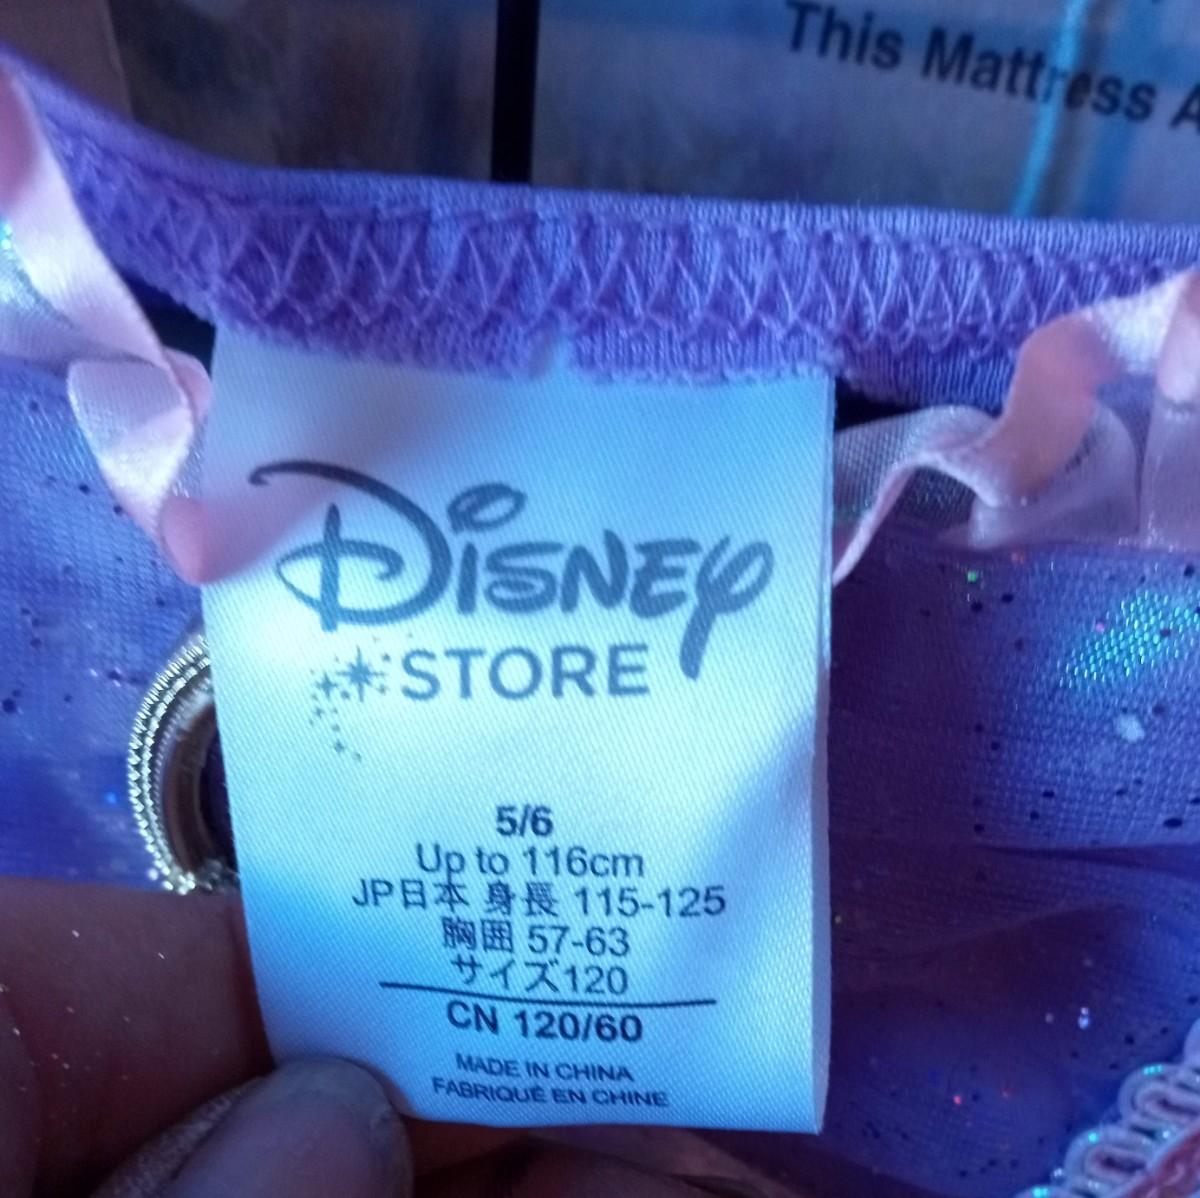 This Mattress A
Disney
STORE
5/6
Up to 116cm
JP日本 身長 115-125
胸囲 57-63
サイズ120
CN 120/60
MADE IN CHINA
FABRIQUÉ EN CHINE